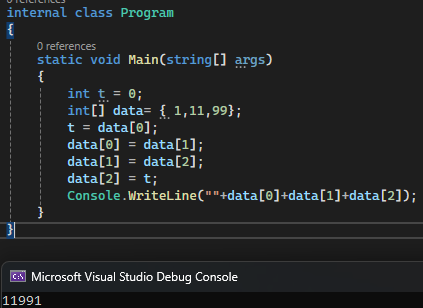 0 references
internal class Program
{
0 references
static void Main(string[] args)
{
int t = 0;
int[] data= { 1,11,99};
t = data[0];
data[0] = data[1];
data[1] = data[2];
data[2] = t;
Console.WriteLine(""+data[0]+data[1]+data[2]);
}
}
Microsoft Visual Studio Debug Console
11991